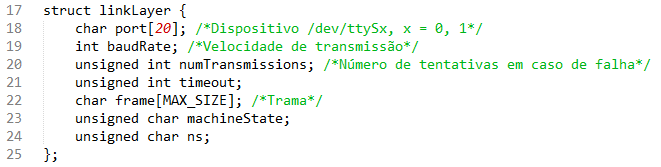 17 struct linkLayer {
18 char port[20]; /*Dispositivo /dev/ttySx, x = 0, 1*/
19 int baudRate; /*Velocidade de transmissão*/
20 unsigned int numTransmissions; /*Número de tentativas em caso de falha*/
21 unsigned int timeout;
22 char frame[MAX_SIZE]; /*Trama*/
23 unsigned char machineState;
24 unsigned char ns;
25 };